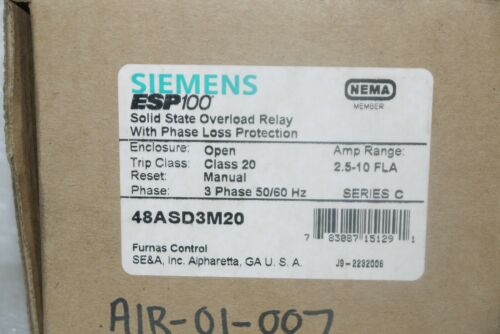 SIEMENS
NEMA
MEMBER
ESP100
Solid State Overload Relay
With Phase Loss Protection
Enclosure: Open Amp Range:
Trip Class: Class 20 2.5-10 FLA
Reset: Manual
Phase: 3 Phase 50/60 Hz SERIES C
48ASD3M20
7 83087 15129 1
Furnas Control
SE&A, Inc. Alpharetta, GA U. S. A. J9-2232006
AIR-01-007